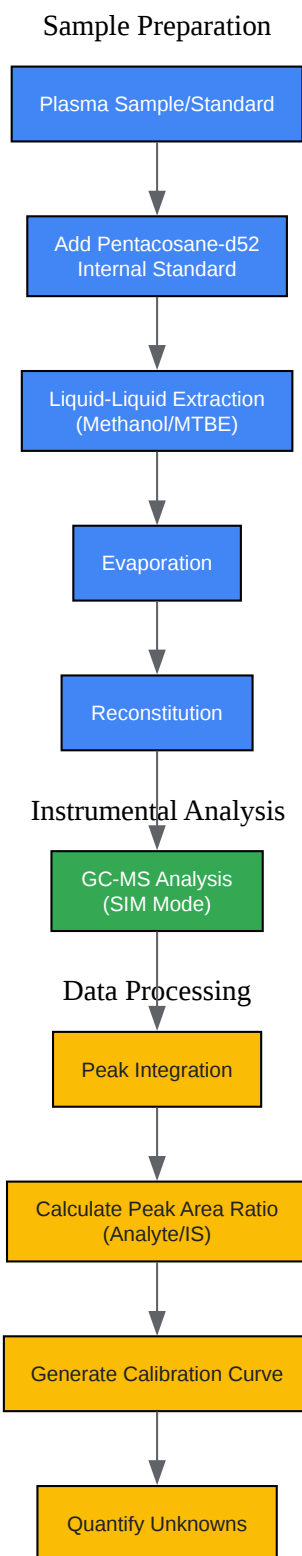 Sample Preparation
Plasma Sample/Standard
Add Pentacosane-d52
Internal Standard
Liquid-Liquid Extraction
(Methanol/MTBE)
Evaporation
Reconstitution
Instrumental Analysis
GC-MS Analysis
(SIM Mode)
Data Processing
Peak Integration
Calculate Peak Area Ratio
(Analyte/IS)
Generate Calibration Curve
Quantify Unknowns